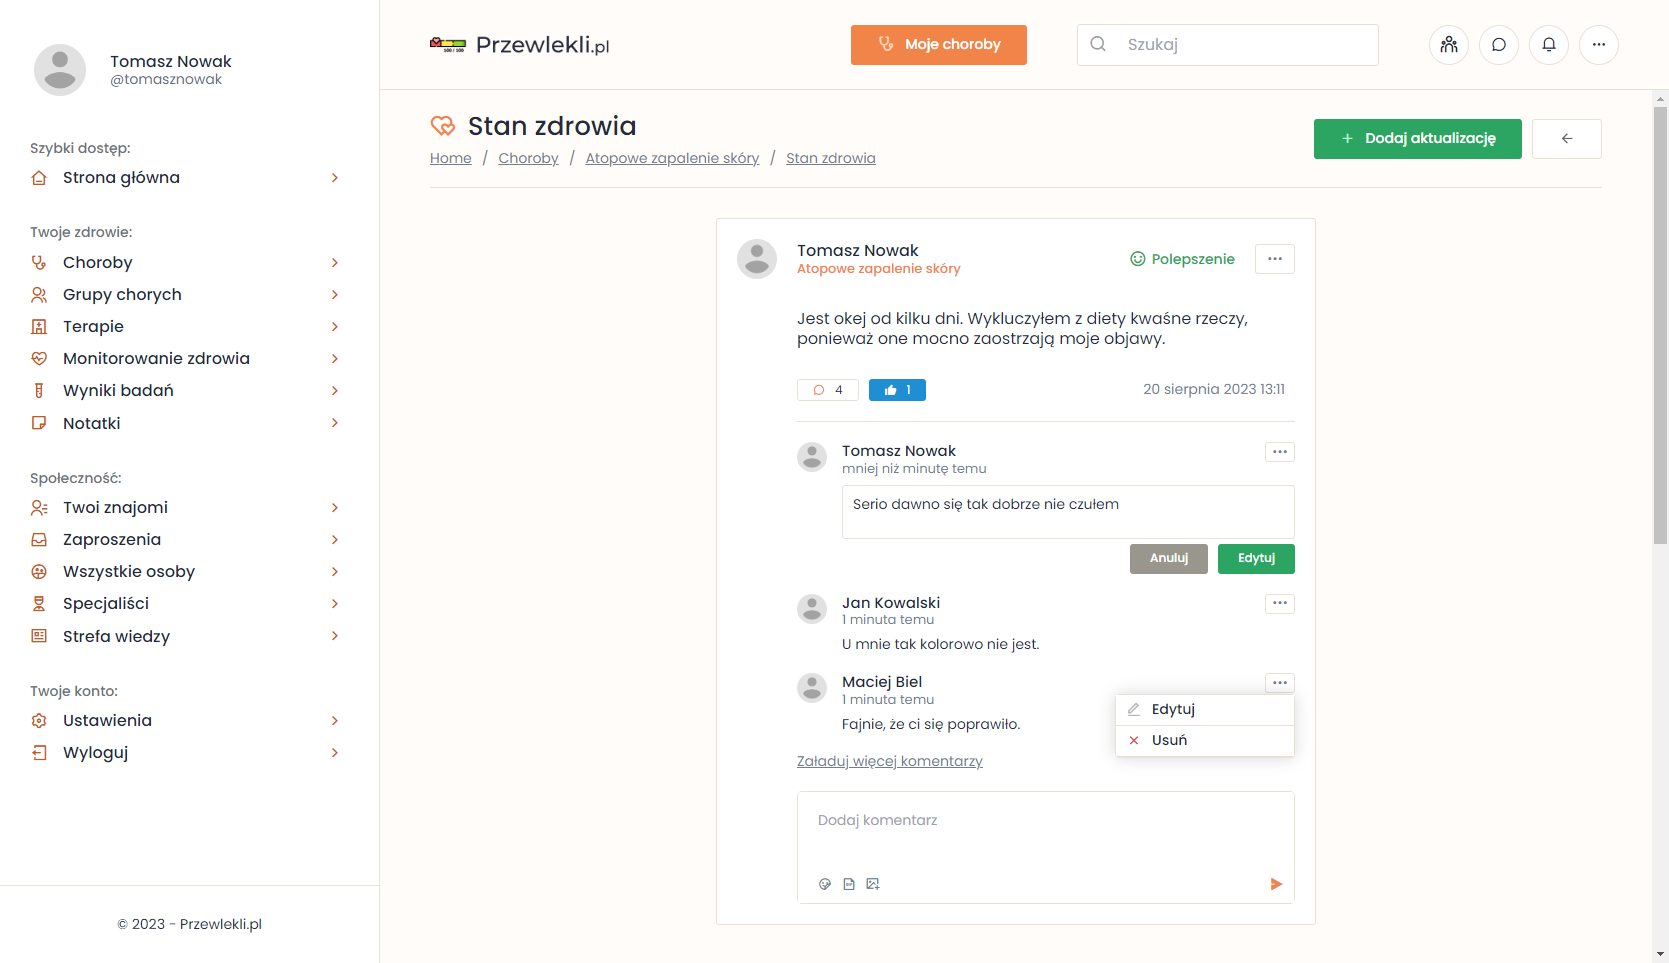 Tomasz Nowak
@tomasznowak
Szybki dostęp:
Strona główna
Twoje zdrowie:
Choroby
Grupy chorych
Terapie
Monitorowanie zdrowia
Wyniki badań
Notatki
Społeczność:
Twoi znajomi
Zaproszenia
Wszystkie osoby
Specjaliści
Strefa wiedzy
Twoje konto:
Ustawienia
Wyloguj
© 2023 - Przewlekli.pl
100 / 100
Przewlekli.pl
Moje choroby
Szukaj
Stan zdrowia
Home / Choroby / Atopowe zapalenie skóry / Stan zdrowia
+ Dodaj aktualizację
Tomasz Nowak
Atopowe zapalenie skóry
Polepszenie
Jest okej od kilku dni. Wykluczyłem z diety kwaśne rzeczy,
ponieważ one mocno zaostrzają moje objawy.
4
1
20 sierpnia 2023 13:11
Tomasz Nowak
mniej niż minutę temu
Serio dawno się tak dobrze nie czułem
Anuluj
Edytuj
Jan Kowalski
1 minuta temu
U mnie tak kolorowo nie jest.
Maciej Biel
1 minuta temu
Fajnie, że ci się poprawiło.
Edytuj
Usuń
Załaduj więcej komentarzy
Dodaj komentarz